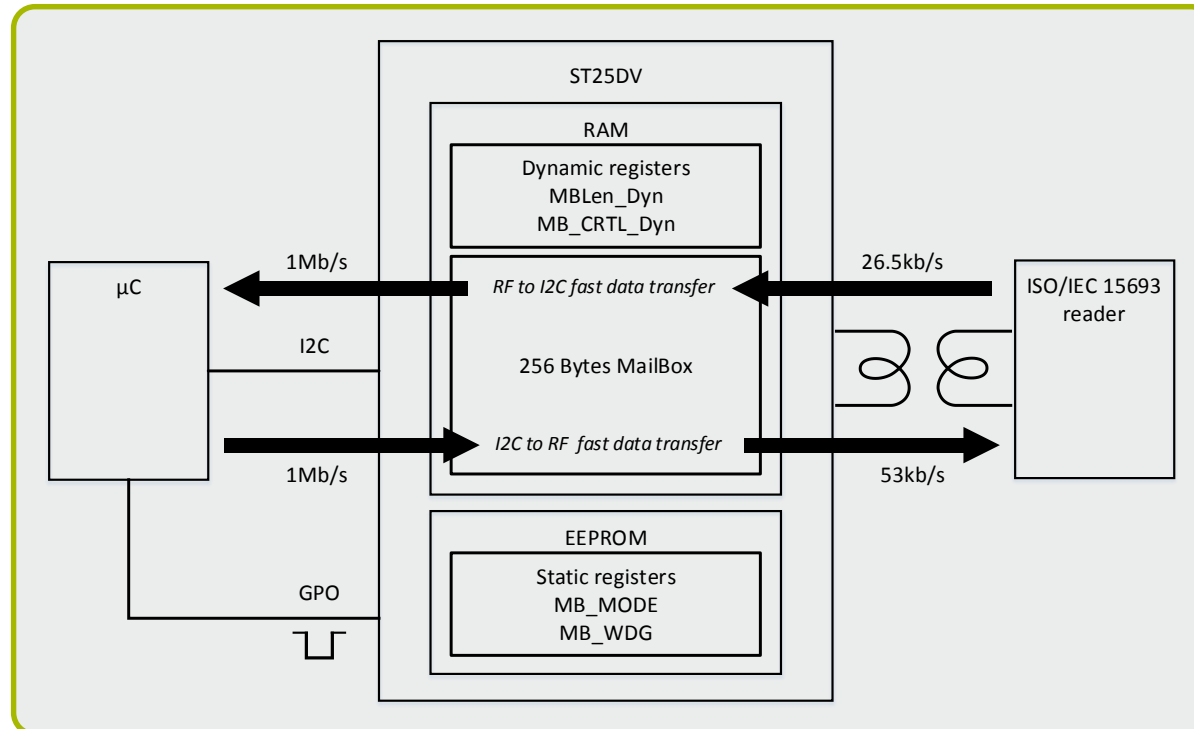 ST25DV
RAM
Dynamic registers
MBLen_Dyn
MB_CRTL_Dyn
1Mb/s
26.5kb/s
µC
RF to I2C fast data transfer
ISO/IEC 15693
reader
I2C
256 Bytes MailBox
I2C to RF fast data transfer
1Mb/s
53kb/s
EEPROM
Static registers
MB_MODE
MB_WDG
GPO